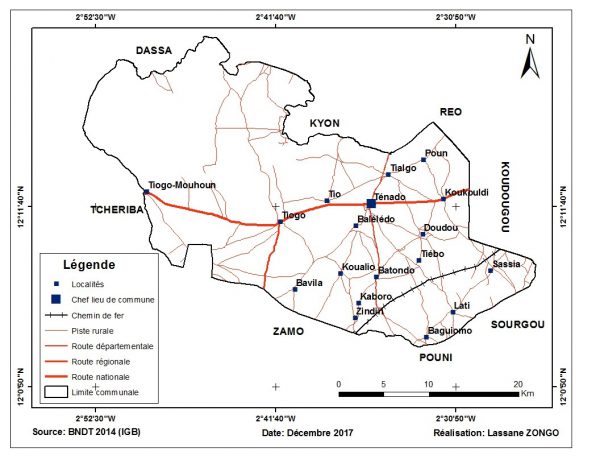 2°52'30"O 2°41'40"O 2°30'50"O
N
DASSA
KYON
REO
Poun
Tialgo
KOUDOUGOU
Tiogo-Mouhoun
Tio
Ténado
Koukouldi
12°11'40"N
12°11'40"N
TCHERIBA
Tiogo
Balélédo
Doudou
Tiébo
Sassia
Koualio
Batondo
Bavila
Kaboro
Zindin
Lati
SOURGOU
ZAMO
Baguiomo
POUNI
Légende
Localités
Chef lieu de commune
Chemin de fer
Piste rurale
Route départementale
Route régionale
Route nationale
Limite communale
0 5 10 20
Km
12°0'50"N
12°0'50"N
2°52'30"O 2°41'40"O 2°30'50"O
Source: BNDT 2014 (IGB) Date: Décembre 2017 Réalisation: Lassane ZONGO